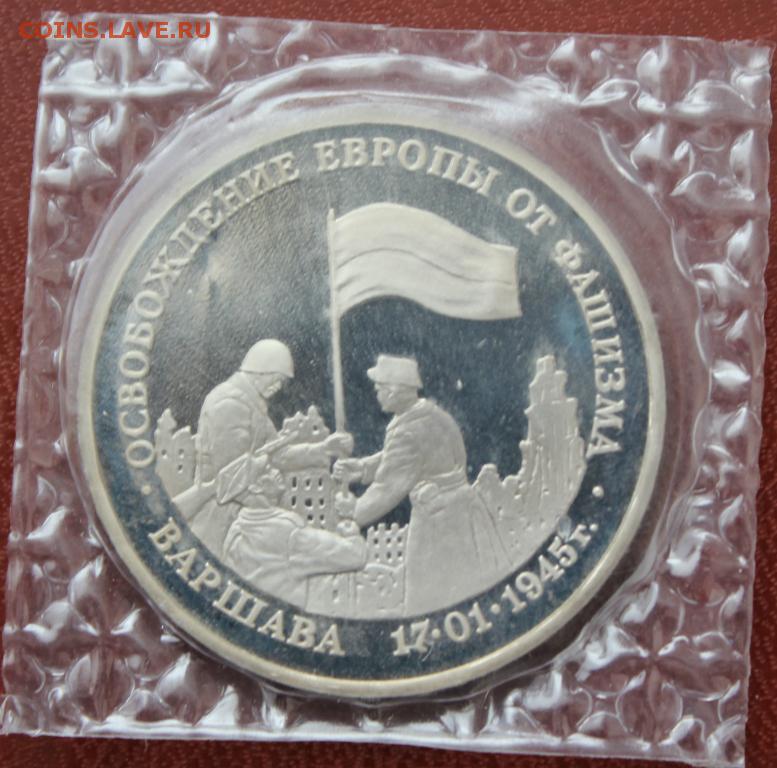 COINS.LAVE.RU
· ОСВОБОЖДЕНИЕ ЕВРОПЫ ОТ ФАШИЗМА ·
ВАРШАВА 17·01·1945г.